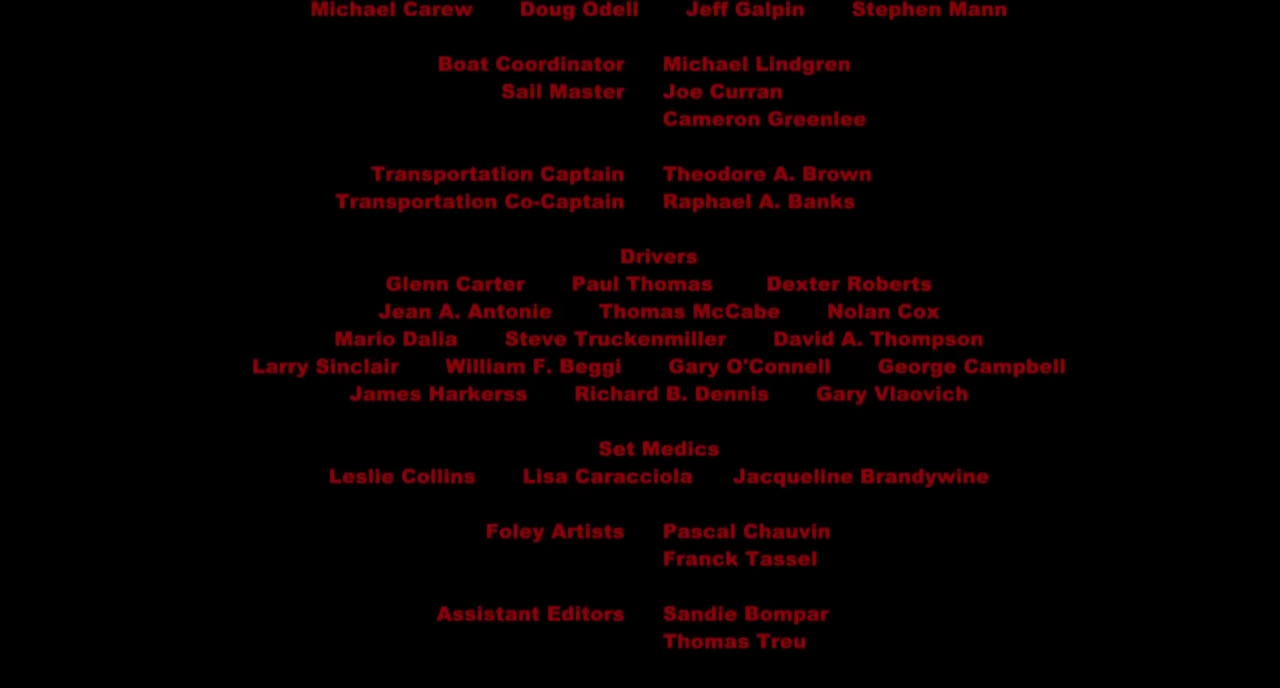 Michael Carew Doug Odell Jeff Galpin Stephen Mann
Boat Coordinator Michael Lindgren
Sail Master Joe Curran
Cameron Greenlee
Transportation Captain Theodore A. Brown
Transportation Co-Captain Raphael A. Banks
Drivers
Glenn Carter Paul Thomas Dexter Roberts
Jean A. Antonie Thomas McCabe Nolan Cox
Mario Dalia Steve Truckenmiller David A. Thompson
Larry Sinclair William F. Beggi Gary O'Connell George Campbell
James Harkerss Richard B. Dennis Gary Vlaovich
Set Medics
Leslie Collins Lisa Caracciola Jacqueline Brandywine
Foley Artists Pascal Chauvin
Franck Tassel
Assistant Editors Sandie Bompar
Thomas Treu